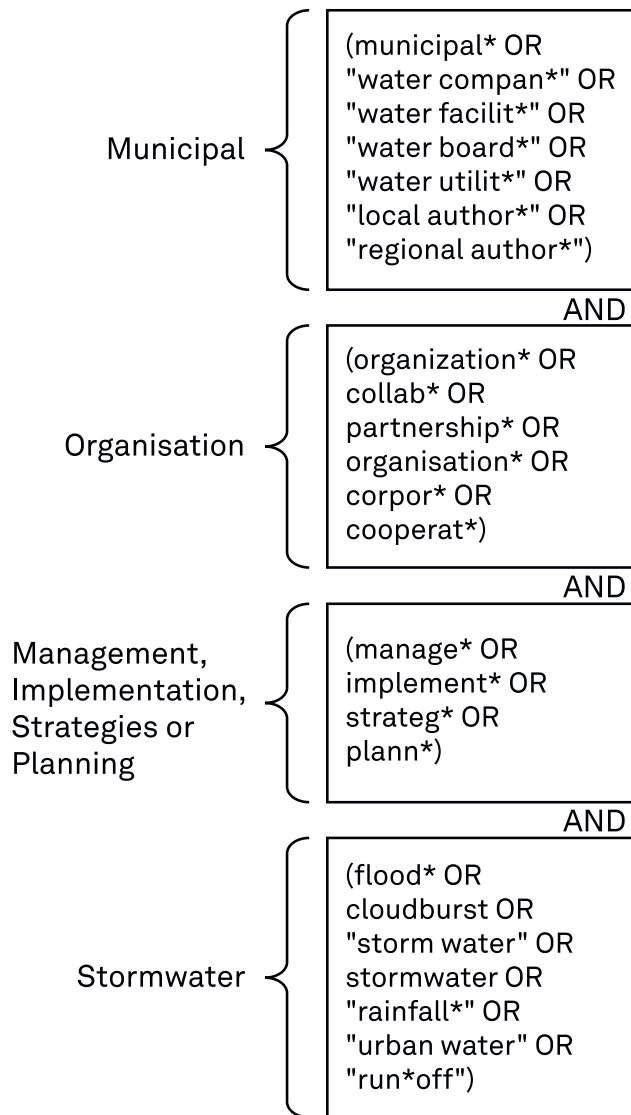 Municipal
(municipal* OR
"water compan*" OR
"water facilit*" OR
"water board*" OR
"water utilit*" OR
"local author*" OR
"regional author*")
AND
Organisation
(organization* OR
collab* OR
partnership* OR
organisation* OR
corpor* OR
cooperat*)
AND
Management,
Implementation,
Strategies or
Planning
(manage* OR
implement* OR
strateg* OR
plann*)
AND
Stormwater
(flood* OR
cloudburst OR
"storm water" OR
stormwater OR
"rainfall*" OR
"urban water" OR
"run*off")